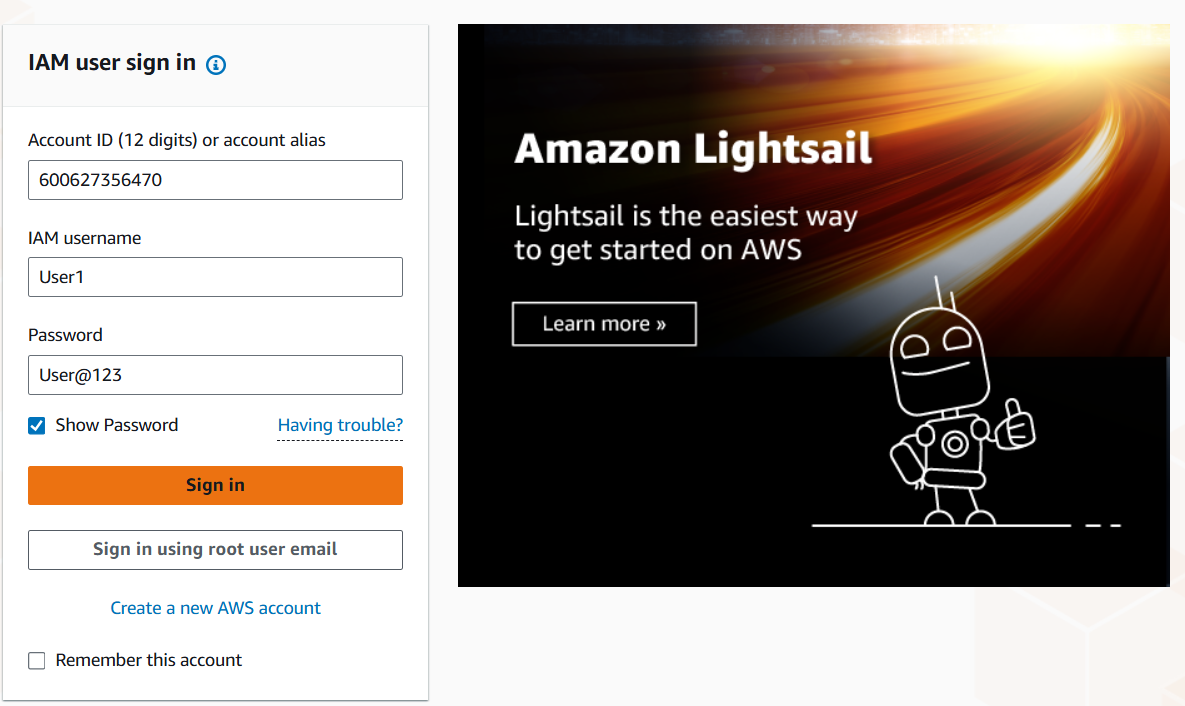 IAM user sign in
Account ID (12 digits) or account alias
600627356470
IAM username
User1
Password
User@123
Show Password
Having trouble?
Sign in
Sign in using root user email
Create a new AWS account
Remember this account
Amazon Lightsail
Lightsail is the easiest way
to get started on AWS
Learn more »